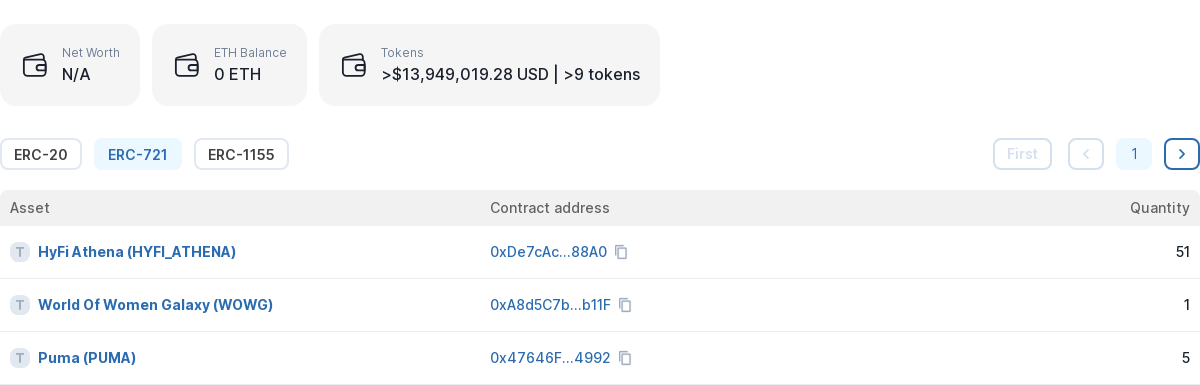 Net Worth
N/A
ETH Balance
0 ETH
Tokens
>$13,949,019.28 USD | >9 tokens
ERC-20 ERC-721 ERC-1155 First 1
Asset Contract address Quantity
T HyFi Athena (HYFI_ATHENA) 0xDe7cAc...88A0 51
T World Of Women Galaxy (WOWG) 0xA8d5C7b...b11F 1
T Puma (PUMA) 0x47646F...4992 5